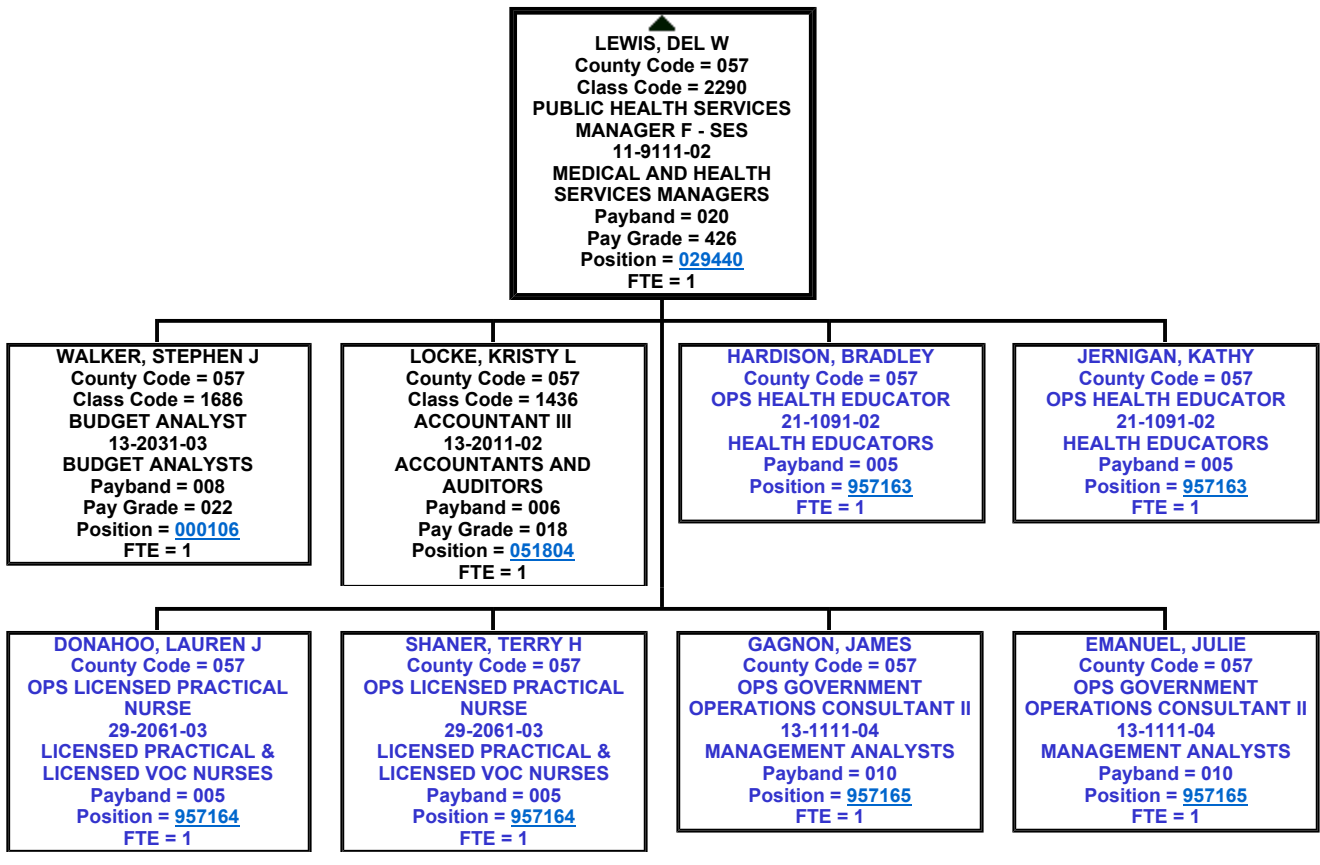 LEWIS, DEL W
County Code = 057
Class Code = 2290
PUBLIC HEALTH SERVICES
MANAGER F - SES
11-9111-02
MEDICAL AND HEALTH
SERVICES MANAGERS
Payband = 020
Pay Grade = 426
Position = 029440
FTE = 1
WALKER, STEPHEN J
County Code = 057
Class Code = 1686
BUDGET ANALYST
13-2031-03
BUDGET ANALYSTS
Payband = 008
Pay Grade = 022
Position = 000106
FTE = 1
LOCKE, KRISTY L
County Code = 057
Class Code = 1436
ACCOUNTANT III
13-2011-02
ACCOUNTANTS AND
AUDITORS
Payband = 006
Pay Grade = 018
Position = 051804
FTE = 1
HARDISON, BRADLEY
County Code = 057
OPS HEALTH EDUCATOR
21-1091-02
HEALTH EDUCATORS
Payband = 005
Position = 957163
FTE = 1
JERNIGAN, KATHY
County Code = 057
OPS HEALTH EDUCATOR
21-1091-02
HEALTH EDUCATORS
Payband = 005
Position = 957163
FTE = 1
DONAHOO, LAUREN J
County Code = 057
OPS LICENSED PRACTICAL
NURSE
29-2061-03
LICENSED PRACTICAL &
LICENSED VOC NURSES
Payband = 005
Position = 957164
FTE = 1
SHANER, TERRY H
County Code = 057
OPS LICENSED PRACTICAL
NURSE
29-2061-03
LICENSED PRACTICAL &
LICENSED VOC NURSES
Payband = 005
Position = 957164
FTE = 1
GAGNON, JAMES
County Code = 057
OPS GOVERNMENT
OPERATIONS CONSULTANT II
13-1111-04
MANAGEMENT ANALYSTS
Payband = 010
Position = 957165
FTE = 1
EMANUEL, JULIE
County Code = 057
OPS GOVERNMENT
OPERATIONS CONSULTANT II
13-1111-04
MANAGEMENT ANALYSTS
Payband = 010
Position = 957165
FTE = 1